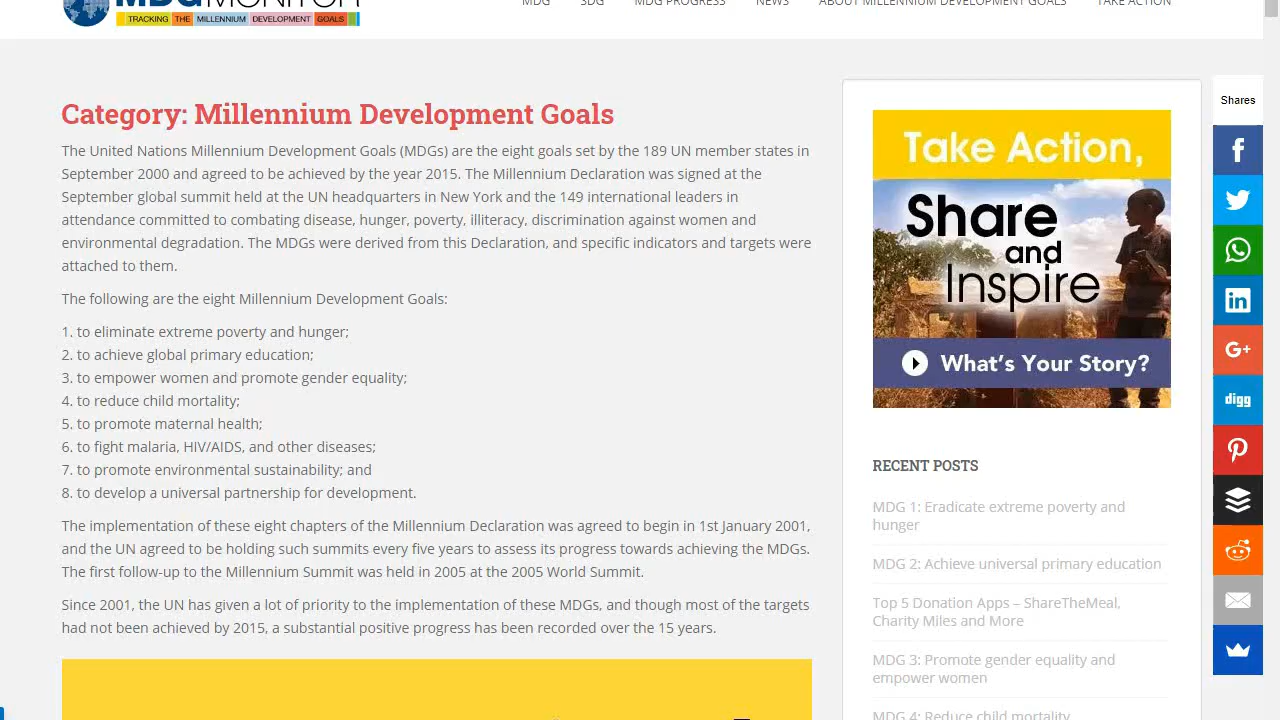 MDG MONITOR
TRACKING THE MILLENNIUM DEVELOPMENT GOALS
MDG SDG MDG PROGRESS NEWS ABOUT MILLENNIUM DEVELOPMENT GOALS TAKE ACTION
Category: Millennium Development Goals
The United Nations Millennium Development Goals (MDGs) are the eight goals set by the 189 UN member states in
September 2000 and agreed to be achieved by the year 2015. The Millennium Declaration was signed at the
September global summit held at the UN headquarters in New York and the 149 international leaders in
attendance committed to combating disease, hunger, poverty, illiteracy, discrimination against women and
environmental degradation. The MDGs were derived from this Declaration, and specific indicators and targets were
attached to them.
The following are the eight Millennium Development Goals:
1. to eliminate extreme poverty and hunger;
2. to achieve global primary education;
3. to empower women and promote gender equality;
4. to reduce child mortality;
5. to promote maternal health;
6. to fight malaria, HIV/AIDS, and other diseases;
7. to promote environmental sustainability; and
8. to develop a universal partnership for development.
The implementation of these eight chapters of the Millennium Declaration was agreed to begin in 1st January 2001,
and the UN agreed to be holding such summits every five years to assess its progress towards achieving the MDGs.
The first follow-up to the Millennium Summit was held in 2005 at the 2005 World Summit.
Since 2001, the UN has given a lot of priority to the implementation of these MDGs, and though most of the targets
had not been achieved by 2015, a substantial positive progress has been recorded over the 15 years.
Take Action,
Share
and
Inspire
What's Your Story?
RECENT POSTS
MDG 1: Eradicate extreme poverty and
hunger
MDG 2: Achieve universal primary education
Top 5 Donation Apps – ShareTheMeal,
Charity Miles and More
MDG 3: Promote gender equality and
empower women
MDG 4: Reduce child mortality
Shares
G+
digg